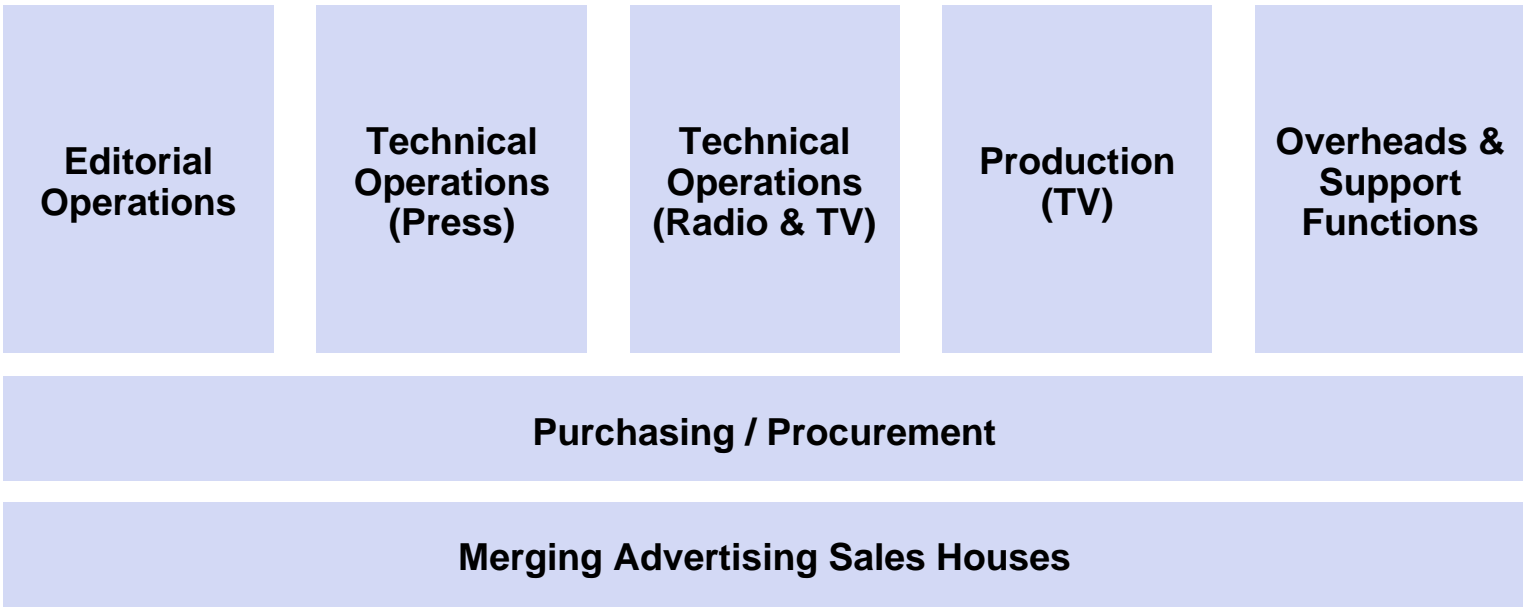 Editorial
Operations
Technical
Operations
(Press)
Technical
Operations
(Radio & TV)
Production
(TV)
Overheads &
Support
Functions
Purchasing / Procurement
Merging Advertising Sales Houses